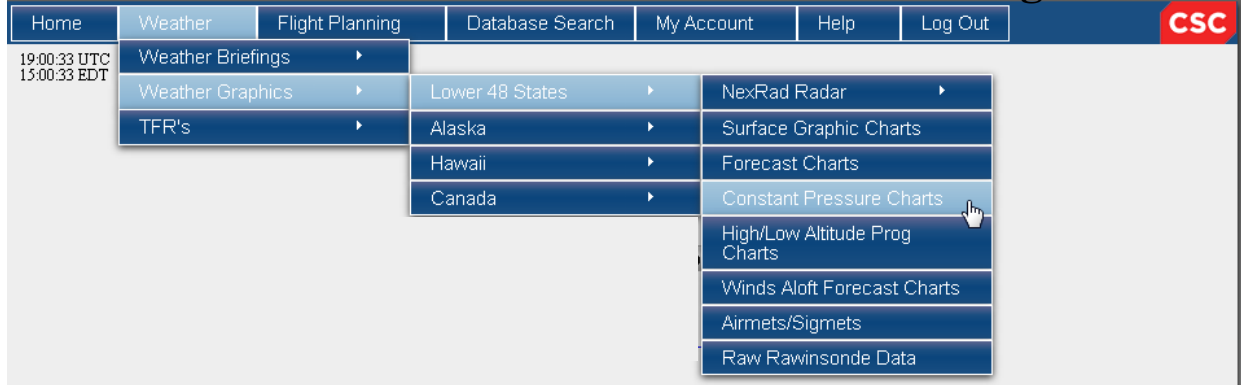 Home Weather Flight Planning Database Search My Account Help Log Out CSC
19:00:33 UTC
15:00:33 EDT
Weather Briefings
Weather Graphics
TFR's
Lower 48 States
Alaska
Hawaii
Canada
NexRad Radar
Surface Graphic Charts
Forecast Charts
Constant Pressure Charts
High/Low Altitude Prog
Charts
Winds Aloft Forecast Charts
Airmets/Sigmets
Raw Rawinsonde Data